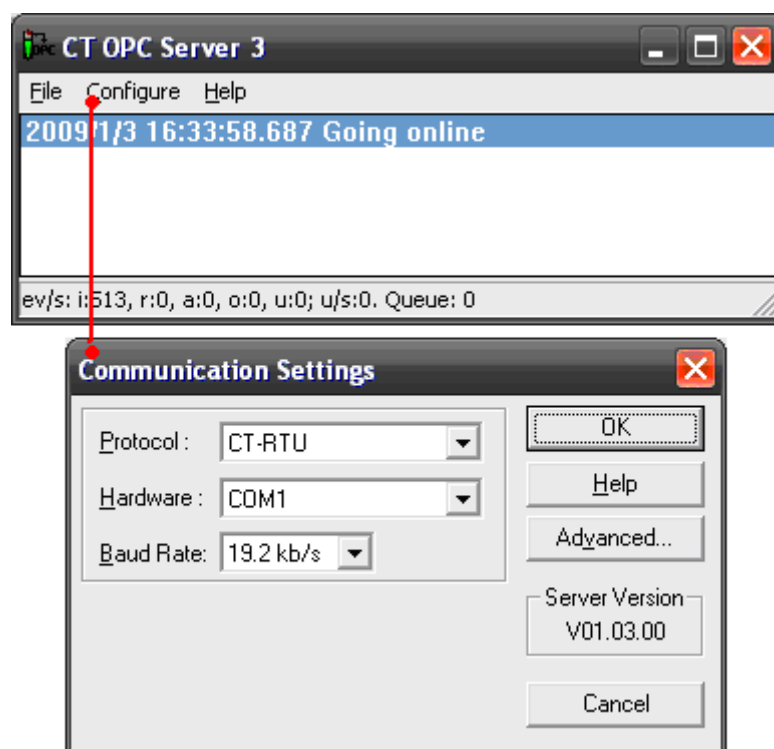 CT OPC Server 3
File Configure Help
2009/1/3 16:33:58.687 Going online
ev/s: i:513, r:0, a:0, o:0, u:0; u/s:0. Queue: 0
Communication Settings
Protocol : CT-RTU
Hardware : COM1
Baud Rate: 19.2 kb/s
OK
Help
Advanced...
Server Version
V01.03.00
Cancel